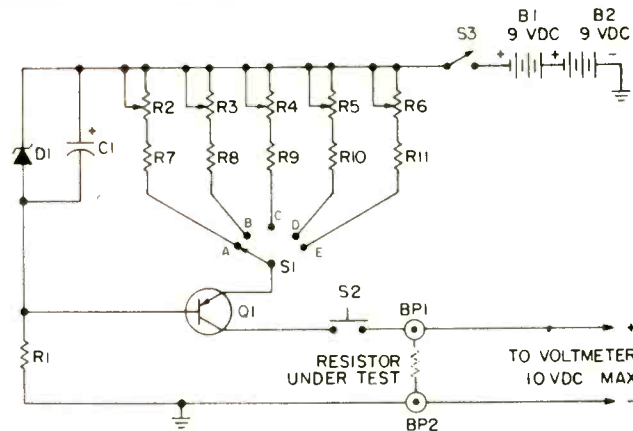 B1 B2
9 VDC 9 VDC
S3
+ + -
R2 R3 R4 R5 R6
D1 + C1
R7 R8 R9 R10 R11
A B C D E
S1
Q1
S2 BP1
+
R1
RESISTOR
UNDER TEST
TO VOLTMETER
10 VDC MAX
BP2
-